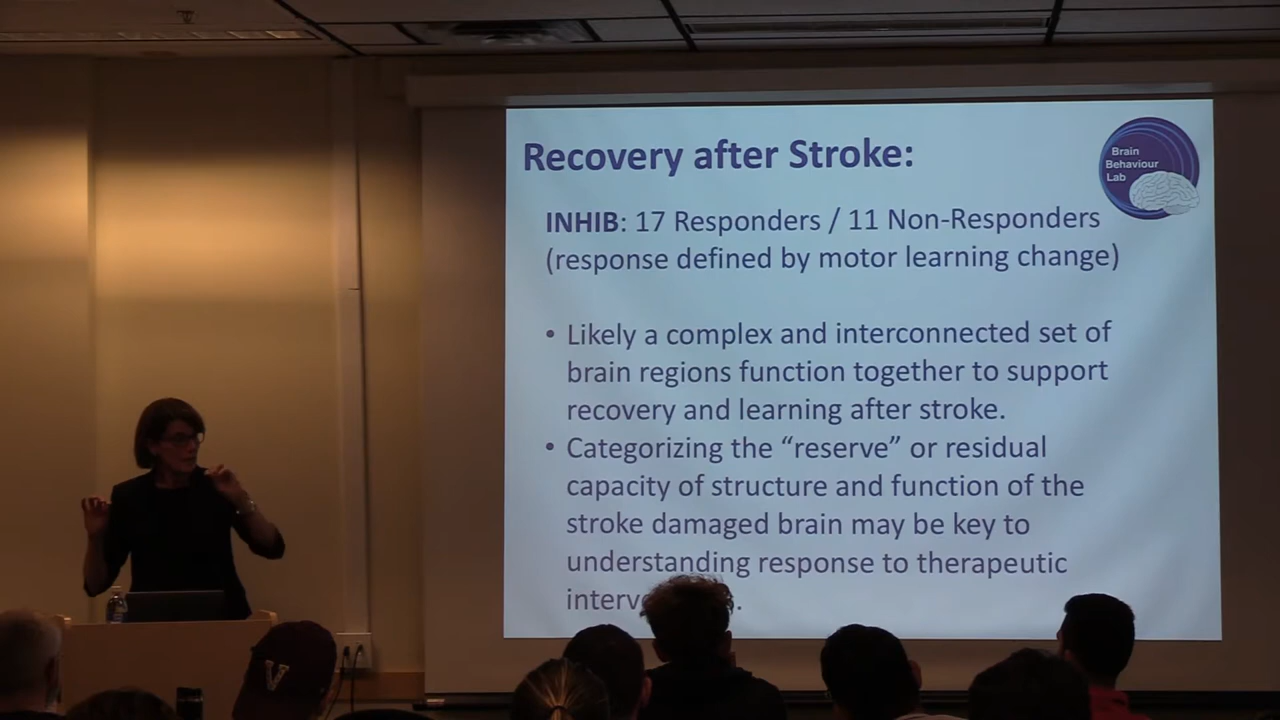 Recovery after Stroke:
Brain
Behaviour
Lab
INHIB: 17 Responders / 11 Non-Responders
(response defined by motor learning change)
• Likely a complex and interconnected set of
brain regions function together to support
recovery and learning after stroke.
• Categorizing the “reserve” or residual
capacity of structure and function of the
stroke damaged brain may be key to
understanding response to therapeutic
V